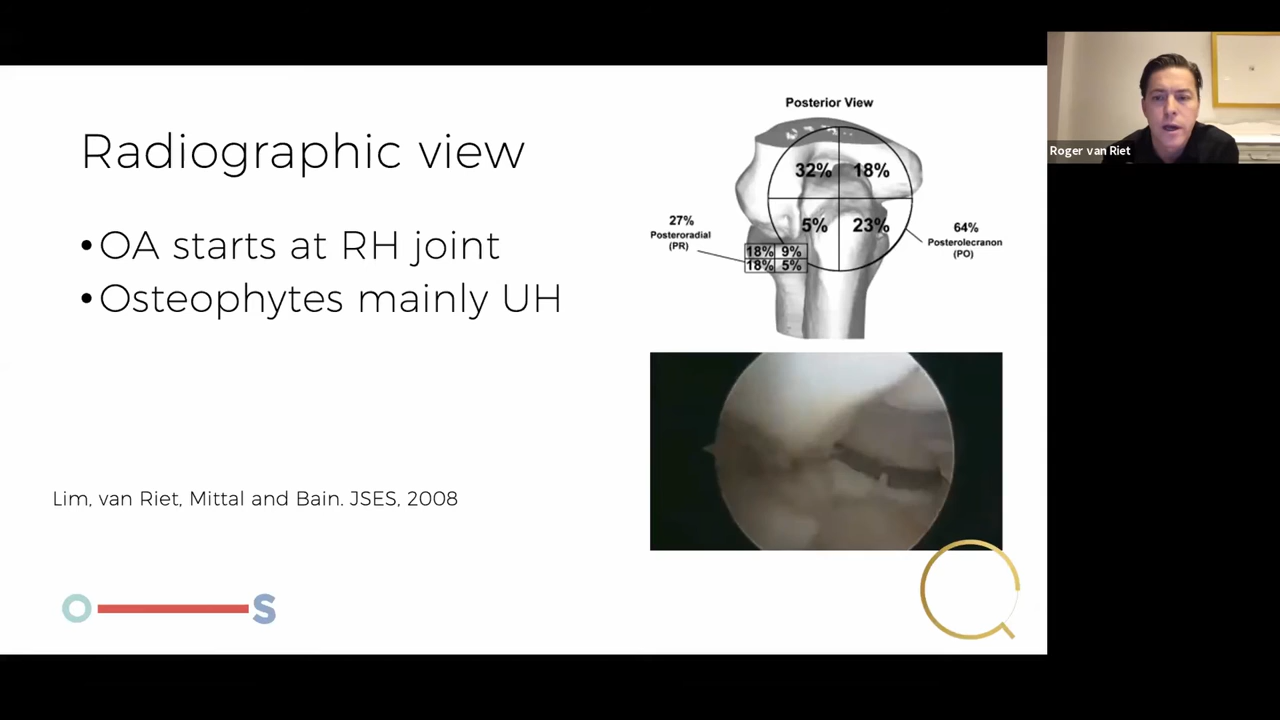 Radiographic view
•OA starts at RH joint
•Osteophytes mainly UH
Lim, van Riet, Mittal and Bain. JSES, 2008
O S
Posterior View
32% 18%
5% 23%
27%
Posteroradial
(PR)
18% 9%
18% 5%
64%
Posterolecranon
(PO)
Roger van Riet